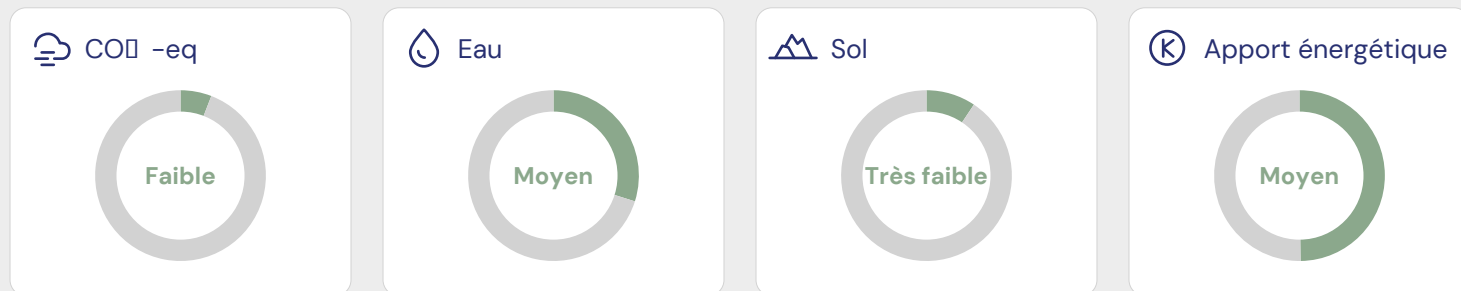 CO▯ -eq
Eau
Sol
Apport énergétique
Faible
Moyen
Très faible
Moyen